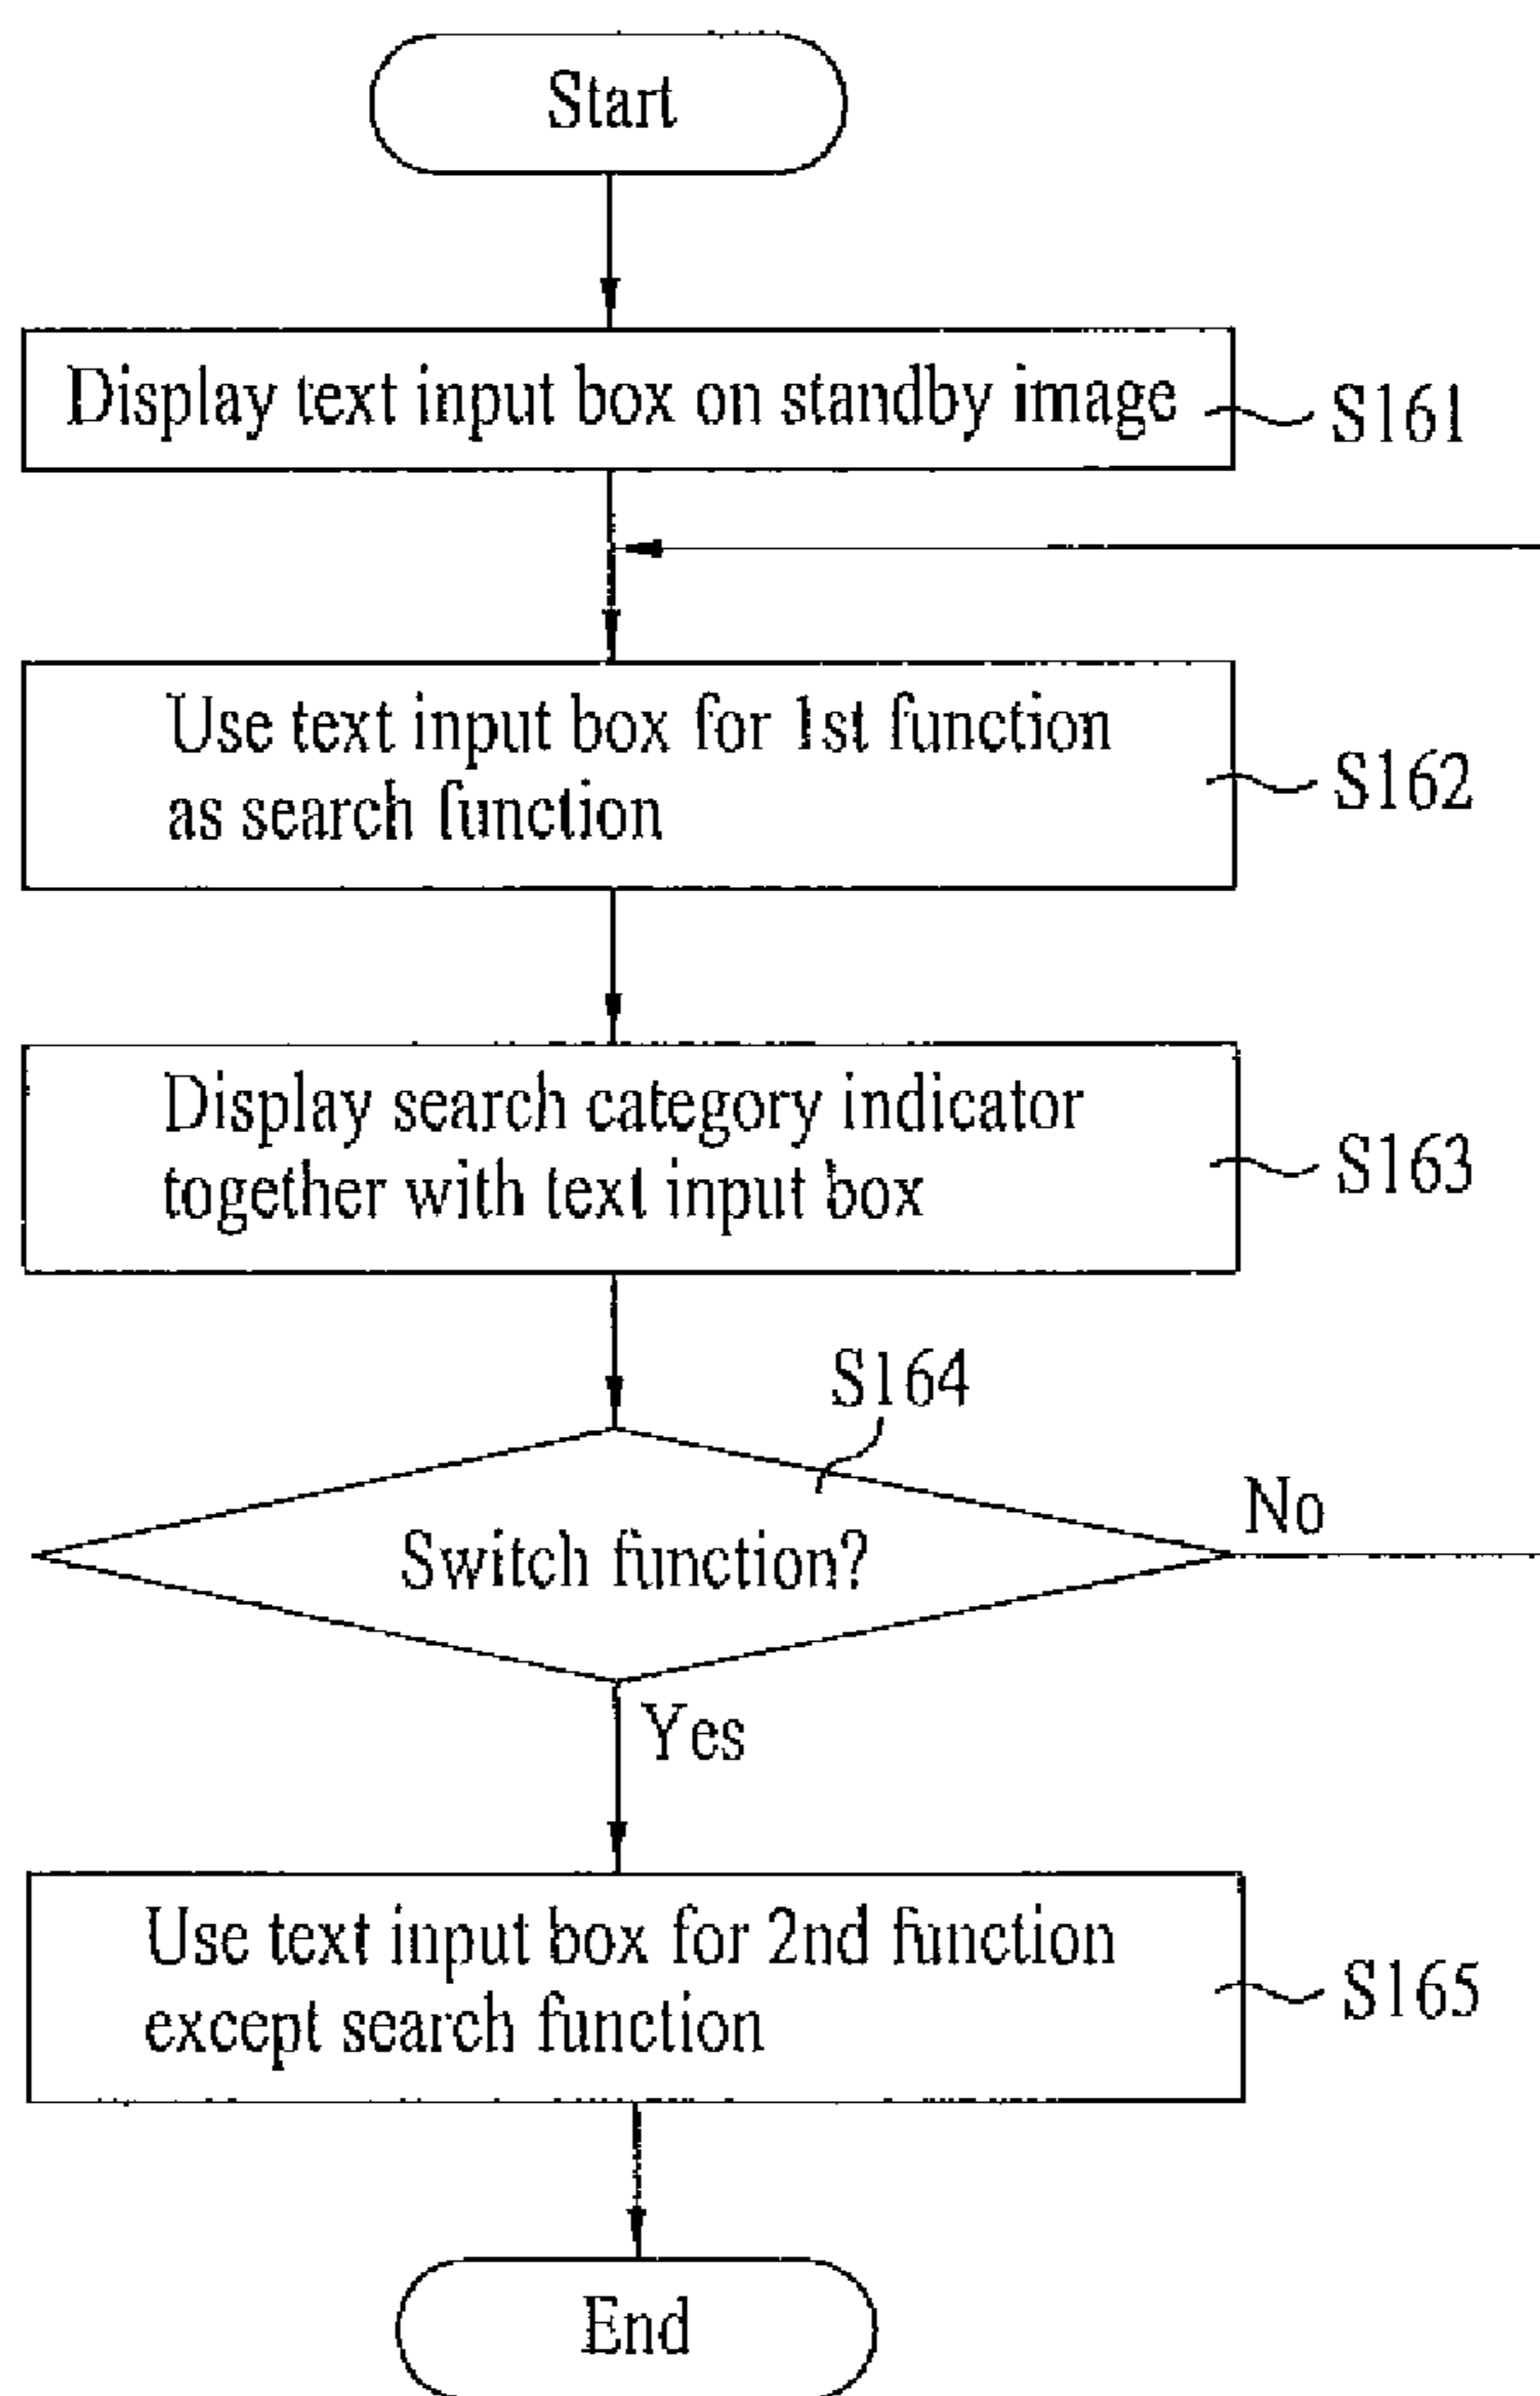 Start
Display text input box on standby image
S161
Use text input box for 1st function
as search function
S162
Display search category indicator
together with text input box
S163
S164
Switch function?
No
Yes
Use text input box for 2nd function
except search function
S165
End